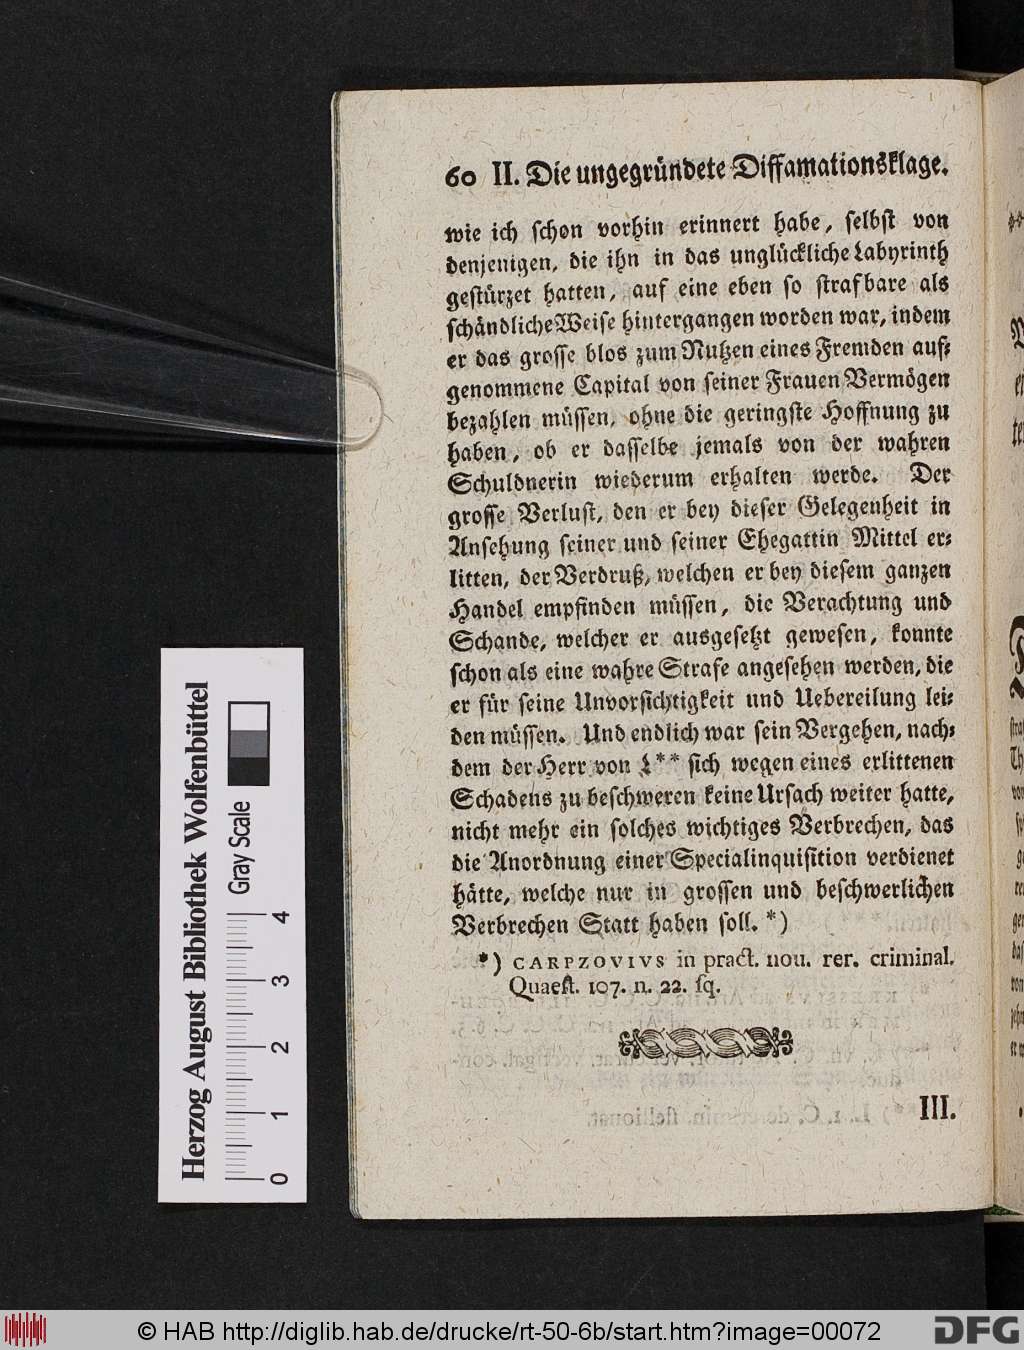 60 II. Die ungegründete Diffamationsklage.
wie ich schon vorhin erinnert habe, selbst von
denjenigen, die ihn in das unglückliche Labyrinth
gestürzet hatten, auf eine eben so strafbare als
schändliche Weise hintergangen worden war, indem
er das grosse blos zum Nutzen eines Fremden auf-
genommene Capital von seiner Frauen Vermögen
bezahlen müssen, ohne die geringste Hoffnung zu
haben, ob er dasselbe jemals von der wahren
Schuldnerin wiederum erhalten werde. Der
grosse Verlust, den er bey dieser Gelegenheit in
Ansehung seiner und seiner Ehegattin Mittel er-
litten, der Verdruß, welchen er bey diesem ganzen
Handel empfinden müssen, die Verachtung und
Schande, welcher er ausgesetzt gewesen, konnte
schon als eine wahre Strafe angesehen werden, die
er für seine Unvorsichtigkeit und Uebereilung lei-
den müssen. Und endlich war sein Vergehen, nach-
dem der Herr von L** sich wegen eines erlittenen
Schadens zu beschweren keine Ursach weiter hatte,
nicht mehr ein solches wichtiges Verbrechen, das
die Anordnung einer Specialinquisition verdienet
hätte, welche nur in grossen und beschwerlichen
Verbrechen Statt haben soll. *)
*) CARPZOVIVS in pract. nou. rer. criminal.
Quaest. 107. n. 22. sq.
III.
Herzog August Bibliothek Wolfenbüttel
Gray Scale
0 1 2 3 4
© HAB http://diglib.hab.de/drucke/rt-50-6b/start.htm?image=00072
DFG